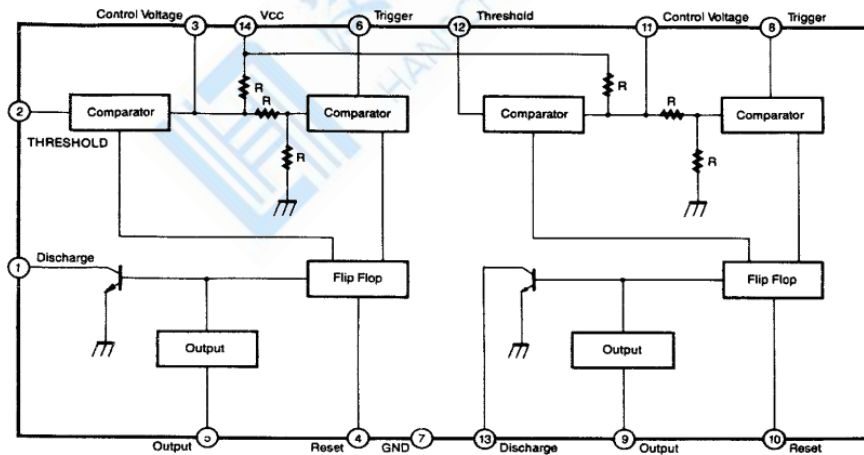 Control Voltage 3 14 VCC 6 Trigger 12 Threshold 11 Control Voltage 8 Trigger
R R
2 Comparator R Comparator Comparator R Comparator
THRESHOLD
R R
1 Discharge
Flip Flop Flip Flop
Output Output
Output 5 Reset 4 GND 7 13 Discharge 9 Output 10 Reset